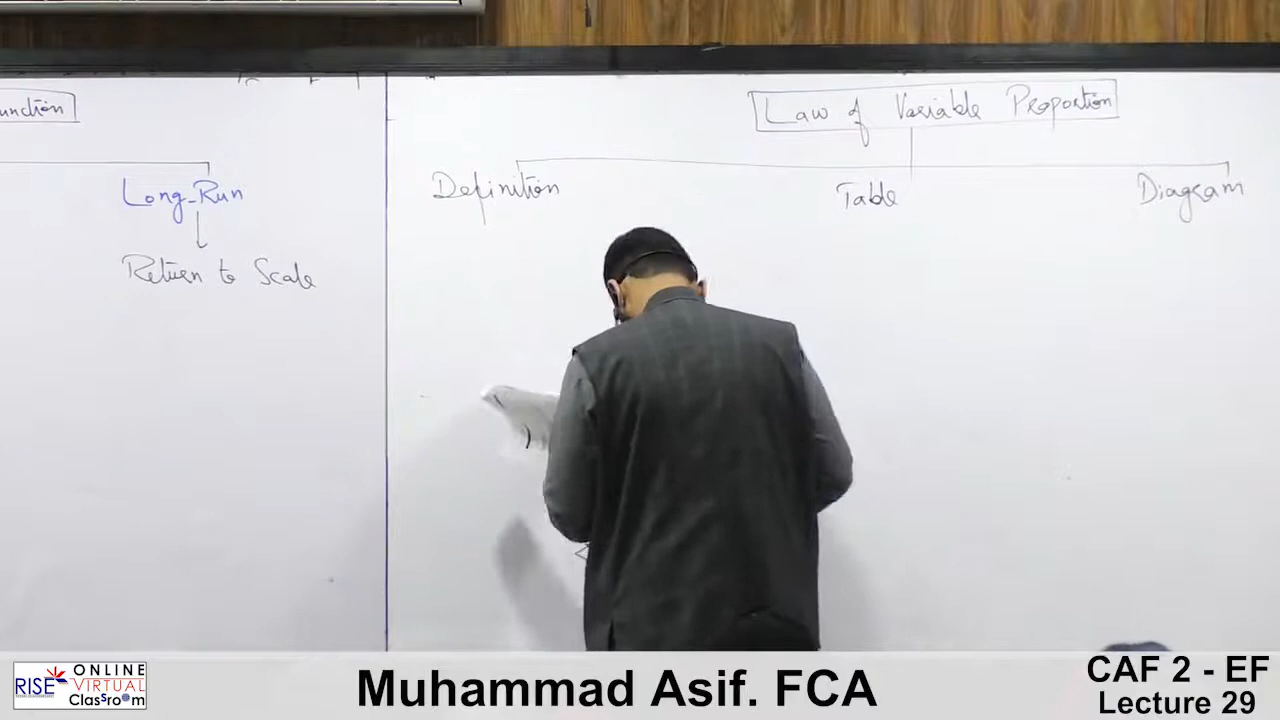 unction
Long-Run
Return to Scale
Law of Variable Proportion
Definition Table Diagram
RISE ONLINE
VIRTUAL
Classroom
Muhammad Asif. FCA
CAF 2 - EF
Lecture 29